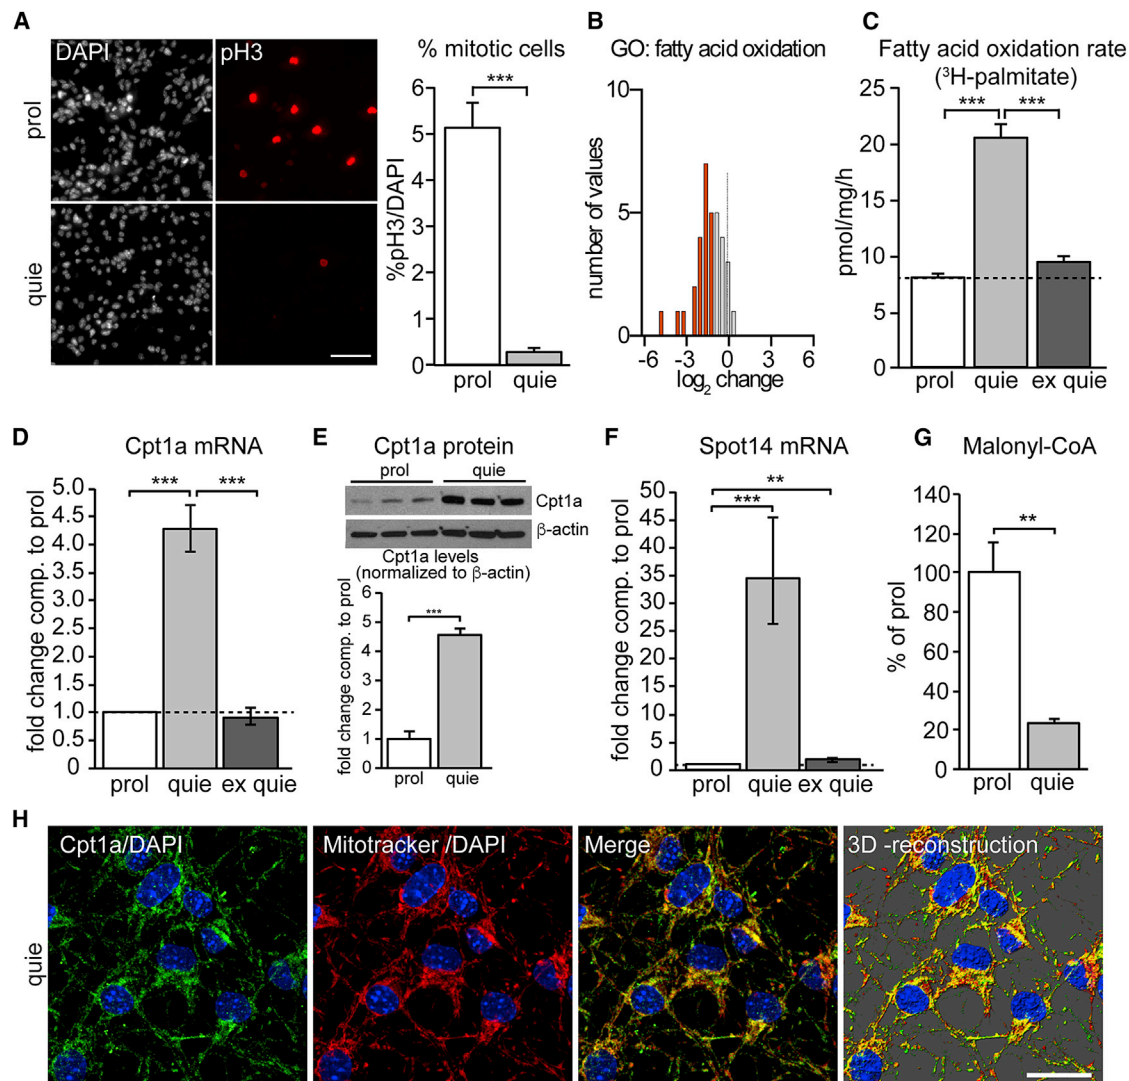 A
DAPI
pH3
prol
quie
% mitotic cells
***
%pH3/DAPI
6
5
4
3
2
1
0
prol quie
B
GO: fatty acid oxidation
number of values
10
5
0
-6 -3 0 3 6
log2 change
C
Fatty acid oxidation rate
(³H-palmitate)
*** ***
pmol/mg/h
25
20
15
10
5
0
prol quie ex quie
D
Cpt1a mRNA
*** ***
fold change comp. to prol
5.0
4.5
4.0
3.5
3.0
2.5
2.0
1.5
1.0
0.5
0
prol quie ex quie
E
Cpt1a protein
prol quie
Cpt1a
β-actin
Cpt1a levels
(normalized to β-actin)
***
fold change comp. to prol
6
5
4
3
2
1
0
prol quie
F
Spot14 mRNA
**
***
fold change comp. to prol
50
45
40
35
30
25
20
15
10
5
0
prol quie ex quie
G
Malonyl-CoA
**
% of prol
140
120
100
80
60
40
20
0
prol quie
H
quie
Cpt1a/DAPI
Mitotracker /DAPI
Merge
3D -reconstruction